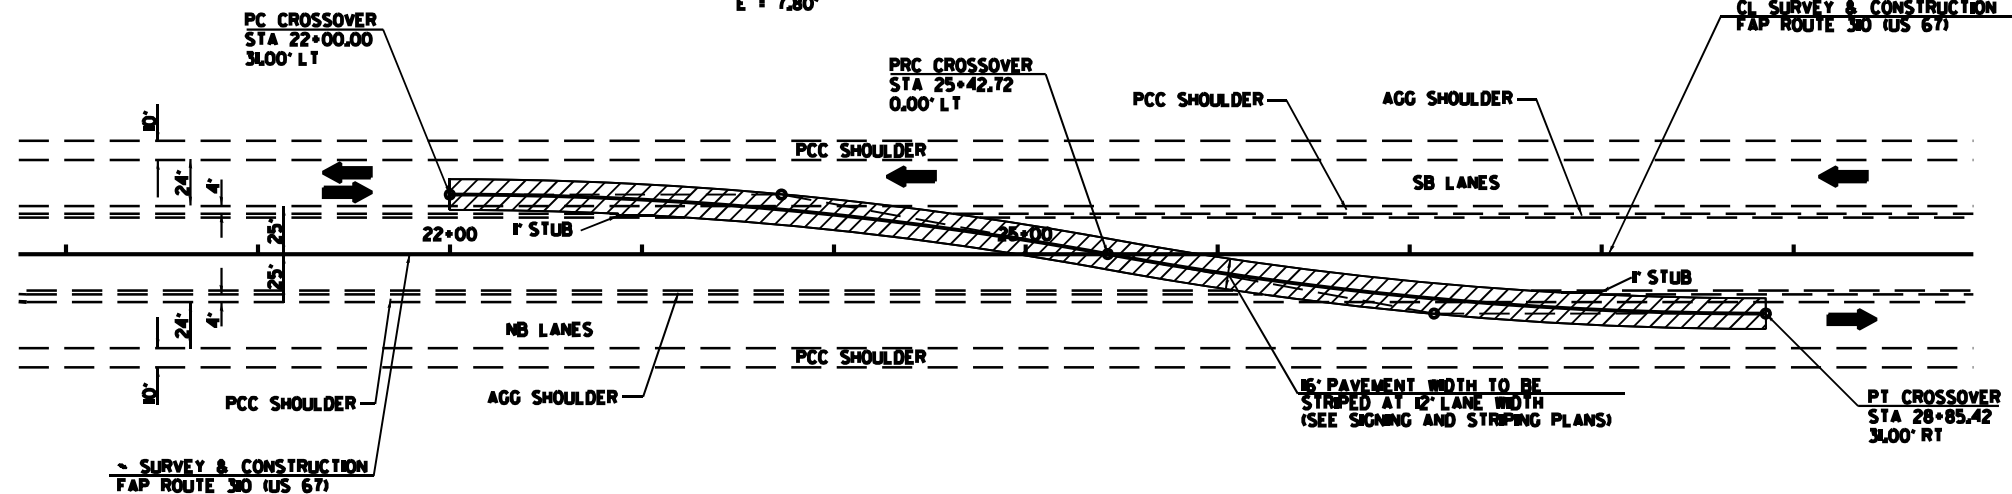 E = 7.80'
PC CROSSOVER
STA 22+00.00
31.00' LT
PRC CROSSOVER
STA 25+42.72
0.00' LT
CL SURVEY & CONSTRUCTION
FAP ROUTE 310 (US 67)
PCC SHOULDER
AGG SHOULDER
10'
PCC SHOULDER
24'
4'
SB LANES
25'
22+00
1' STUB
25+00
25'
1' STUB
24'
4'
NB LANES
PCC SHOULDER
10'
PCC SHOULDER
AGG SHOULDER
16' PAVEMENT WIDTH TO BE
STRIPED AT 12' LANE WIDTH
(SEE SIGNING AND STRIPING PLANS)
PT CROSSOVER
STA 28+85.42
31.00' RT
~ SURVEY & CONSTRUCTION
FAP ROUTE 310 (US 67)